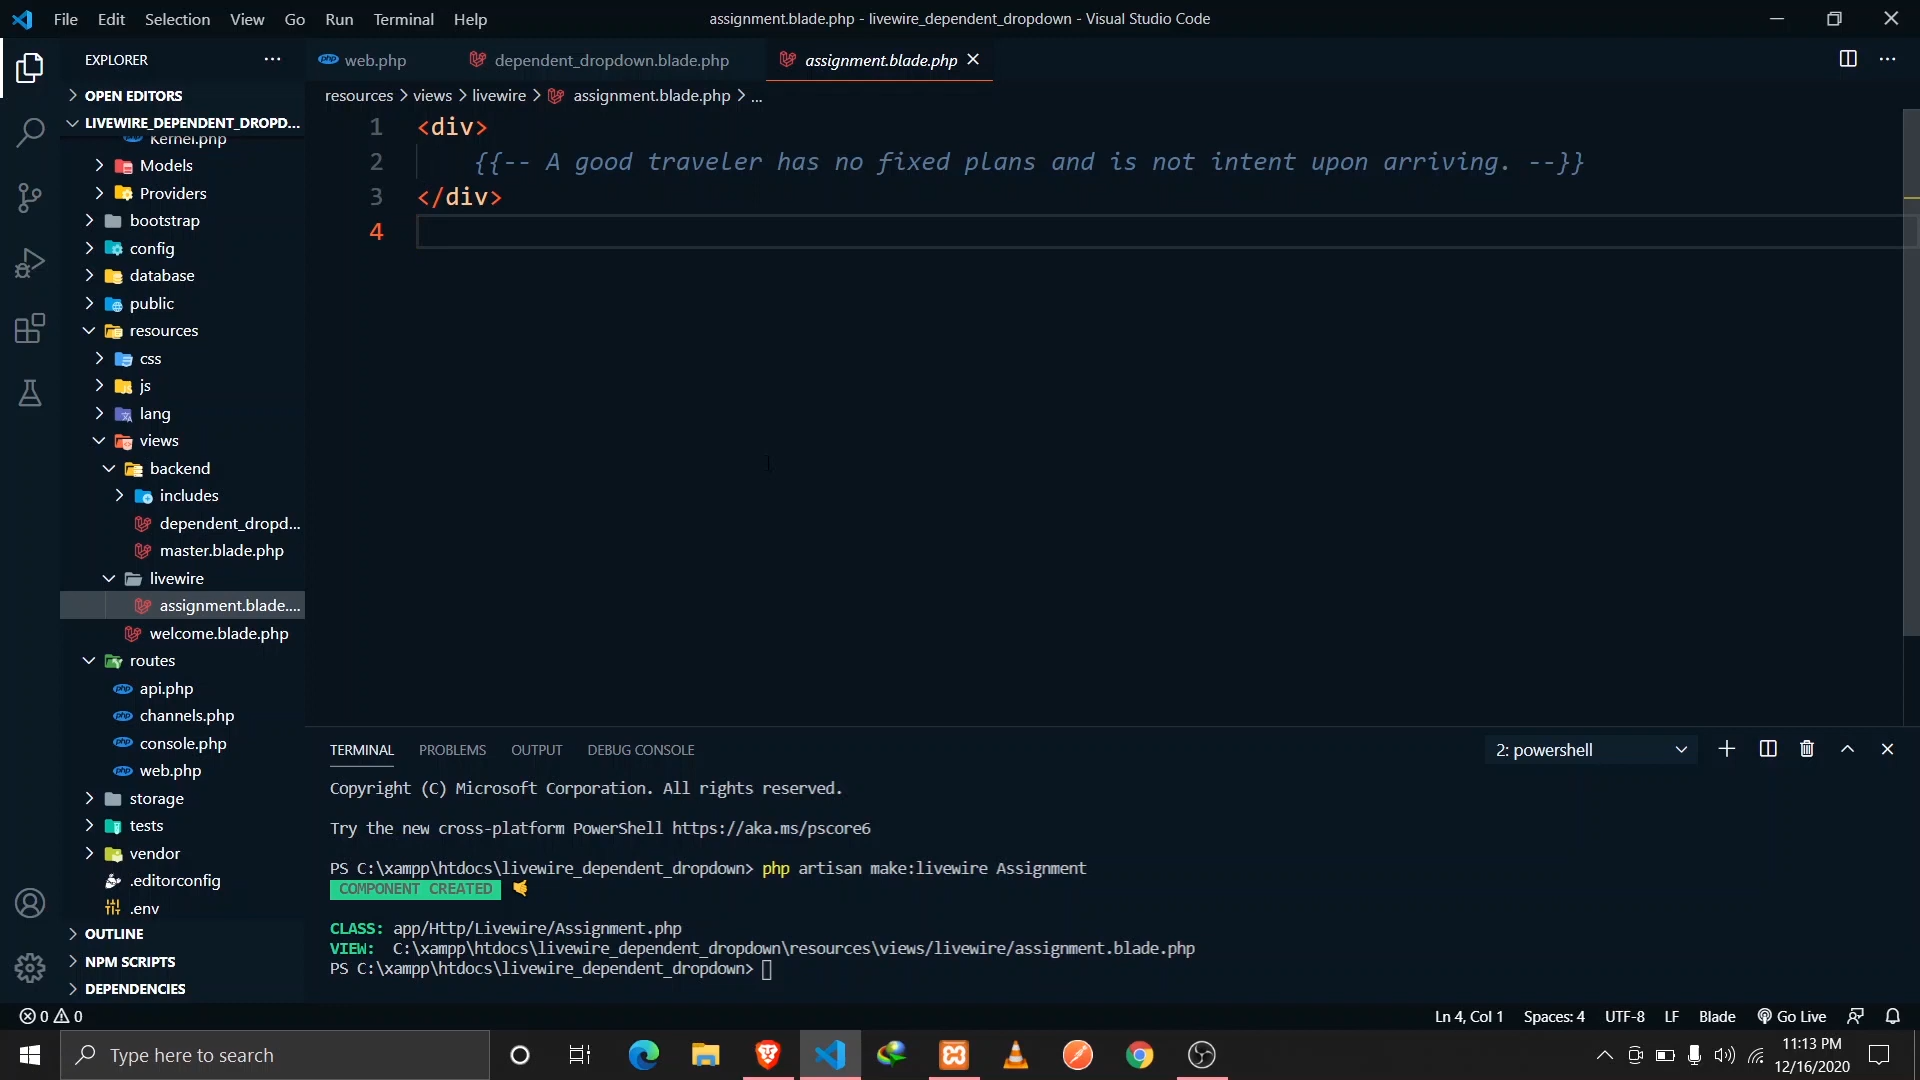 File Edit Selection View Go Run Terminal Help
assignment.blade.php - livewire_dependent_dropdown - Visual Studio Code
EXPLORER
web.php
dependent_dropdown.blade.php
assignment.blade.php
resources > views > livewire > assignment.blade.php > ...
OPEN EDITORS
LIVEWIRE_DEPENDENT_DROPD...
Kernel.php
Models
Providers
bootstrap
config
database
public
resources
css
js
lang
views
backend
includes
dependent_dropd...
master.blade.php
livewire
assignment.blade....
welcome.blade.php
routes
api.php
channels.php
console.php
web.php
storage
tests
vendor
.editorconfig
.env
OUTLINE
NPM SCRIPTS
DEPENDENCIES
1 <div>
2 {{-- A good traveler has no fixed plans and is not intent upon arriving. --}}
3 </div>
4
TERMINAL PROBLEMS OUTPUT DEBUG CONSOLE
2: powershell
Copyright (C) Microsoft Corporation. All rights reserved.
Try the new cross-platform PowerShell https://aka.ms/pscore6
PS C:\xampp\htdocs\livewire_dependent_dropdown> php artisan make:livewire Assignment
COMPONENT CREATED
CLASS: app/Http/Livewire/Assignment.php
VIEW: C:\xampp\htdocs\livewire_dependent_dropdown\resources\views/livewire/assignment.blade.php
PS C:\xampp\htdocs\livewire_dependent_dropdown>
0 0
Ln 4, Col 1 Spaces: 4 UTF-8 LF Blade Go Live
Type here to search
11:13 PM
12/16/2020